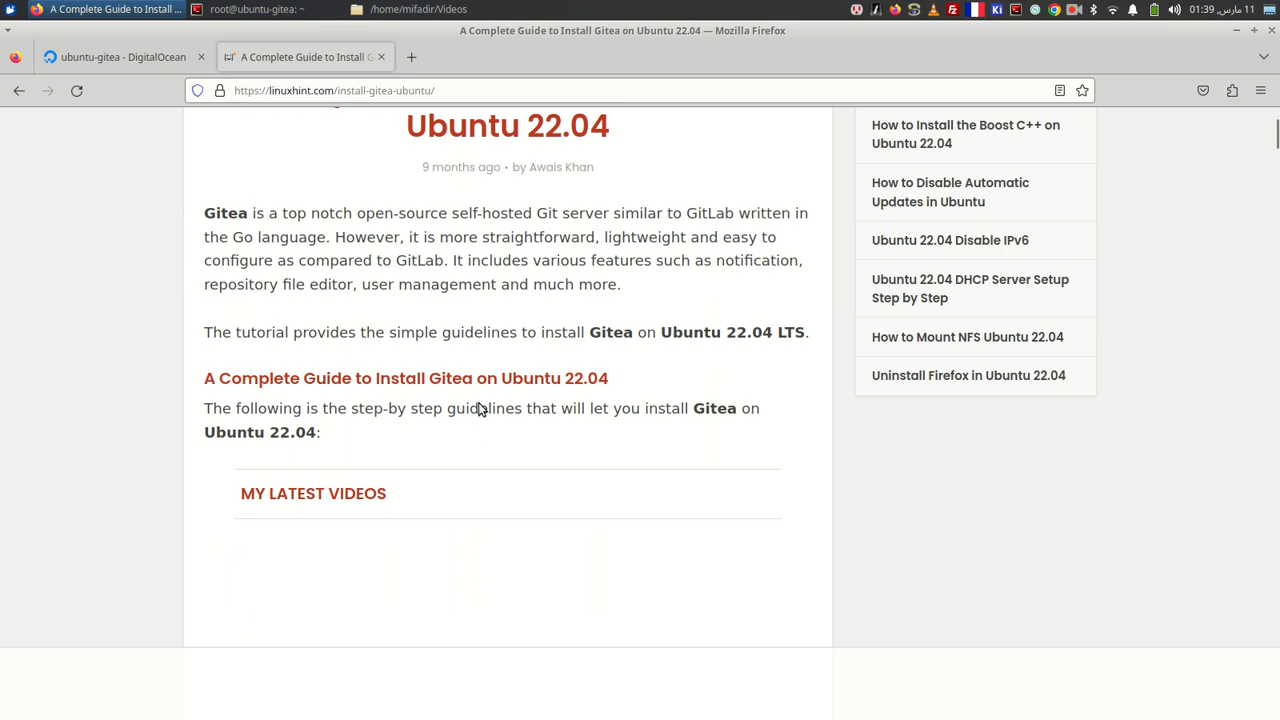 A Complete Guide to Install ...
root@ubuntu-gitea: ~
/home/mifadir/Videos
Ki
11 مارس, 01:39
A Complete Guide to Install Gitea on Ubuntu 22.04 — Mozilla Firefox
ubuntu-gitea - DigitalOcean
A Complete Guide to Install G
https://linuxhint.com/install-gitea-ubuntu/
Ubuntu 22.04
9 months ago • by Awais Khan
Gitea is a top notch open-source self-hosted Git server similar to GitLab written in
the Go language. However, it is more straightforward, lightweight and easy to
configure as compared to GitLab. It includes various features such as notification,
repository file editor, user management and much more.
The tutorial provides the simple guidelines to install Gitea on Ubuntu 22.04 LTS.
A Complete Guide to Install Gitea on Ubuntu 22.04
The following is the step-by step guidelines that will let you install Gitea on
Ubuntu 22.04:
MY LATEST VIDEOS
How to Install the Boost C++ on
Ubuntu 22.04
How to Disable Automatic
Updates in Ubuntu
Ubuntu 22.04 Disable IPv6
Ubuntu 22.04 DHCP Server Setup
Step by Step
How to Mount NFS Ubuntu 22.04
Uninstall Firefox in Ubuntu 22.04